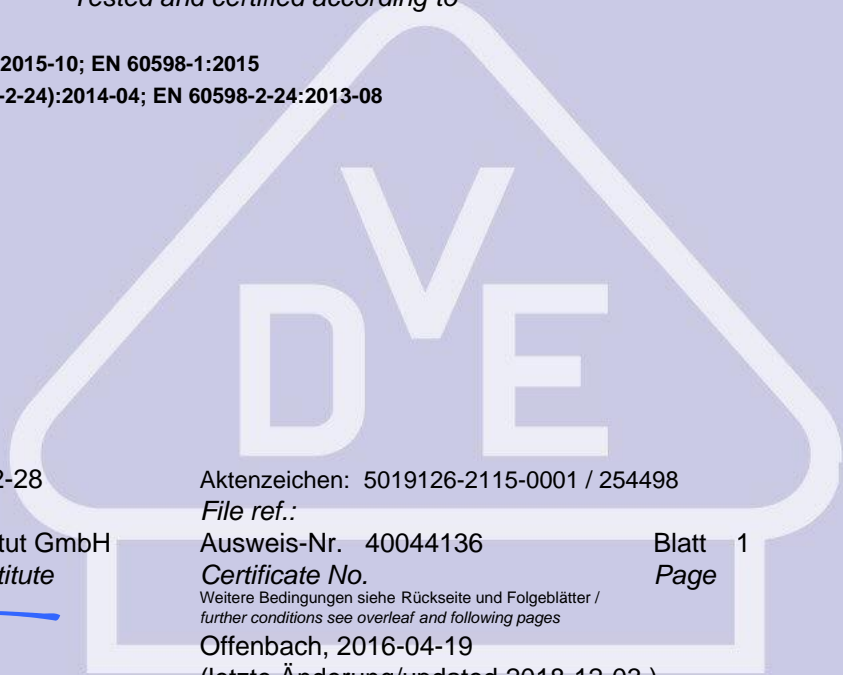 Tested and certified according to
2015-10; EN 60598-1:2015
-2-24):2014-04; EN 60598-2-24:2013-08
VDE
2-28
Aktenzeichen: 5019126-2115-0001 / 254498
File ref.:
tut GmbH
Ausweis-Nr. 40044136 Blatt 1
titute
Certificate No. Page
Weitere Bedingungen siehe Rückseite und Folgeblätter /
further conditions see overleaf and following pages
Offenbach, 2016-04-19
(letzte Änderung/updated 2018-12-03 )